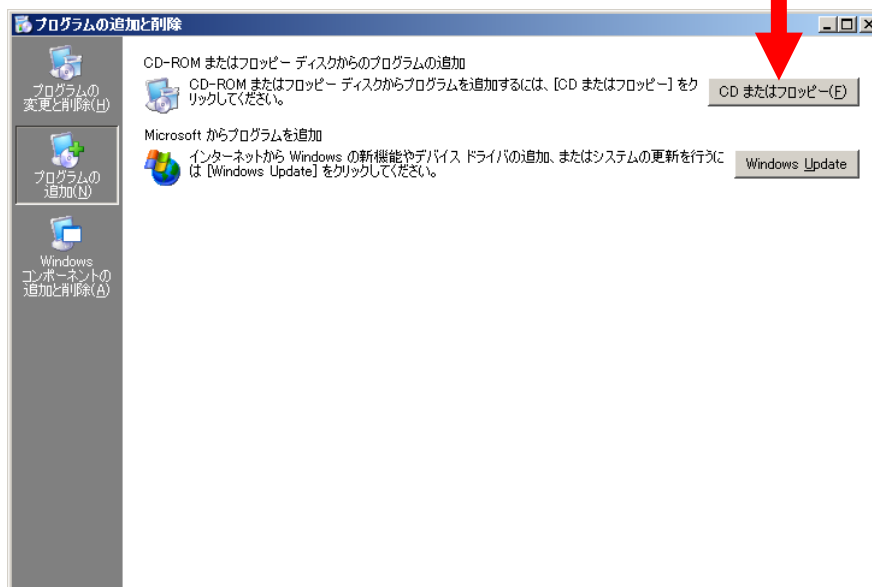 プログラムの追加と削除
プログラムの
変更と削除(H)
プログラムの
追加(N)
Windows
コンポーネントの
追加と削除(A)
CD-ROM またはフロッピー ディスクからのプログラムの追加
CD-ROM またはフロッピー ディスクからプログラムを追加するには、[CD またはフロッピー] をク
リックしてください。
CD またはフロッピー(F)
Microsoft からプログラムを追加
インターネットから Windows の新機能やデバイス ドライバの追加、またはシステムの更新を行うに
は [Windows Update] をクリックしてください。
Windows Update